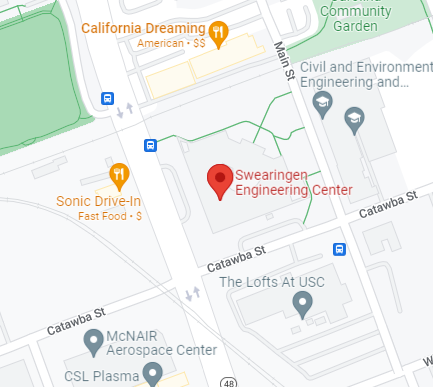 Community
Garden
California Dreaming
American • $$
Main St
Civil and Environment
Engineering and...
Swearingen
Engineering Center
Sonic Drive-In
Fast Food • $
Catawba St
Catawba St
The Lofts At USC
Catawba St
McNAIR
Aerospace Center
CSL Plasma
48